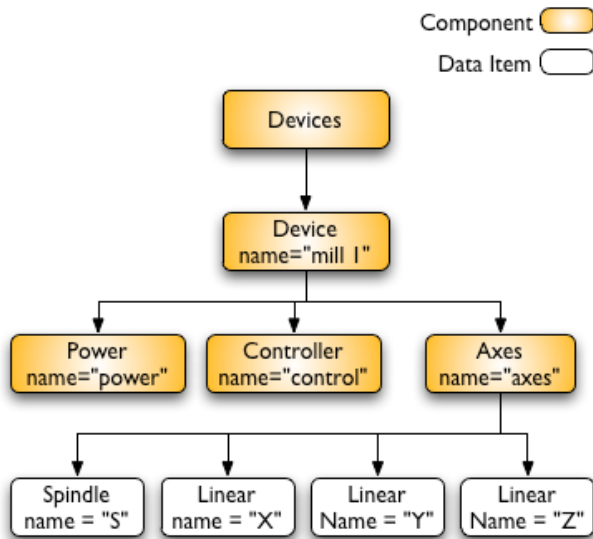 Component
Data Item
Devices
Device
name="mill 1"
Power
name="power"
Controller
name="control"
Axes
name="axes"
Spindle
name = "S"
Linear
name = "X"
Linear
Name = "Y"
Linear
Name = "Z"